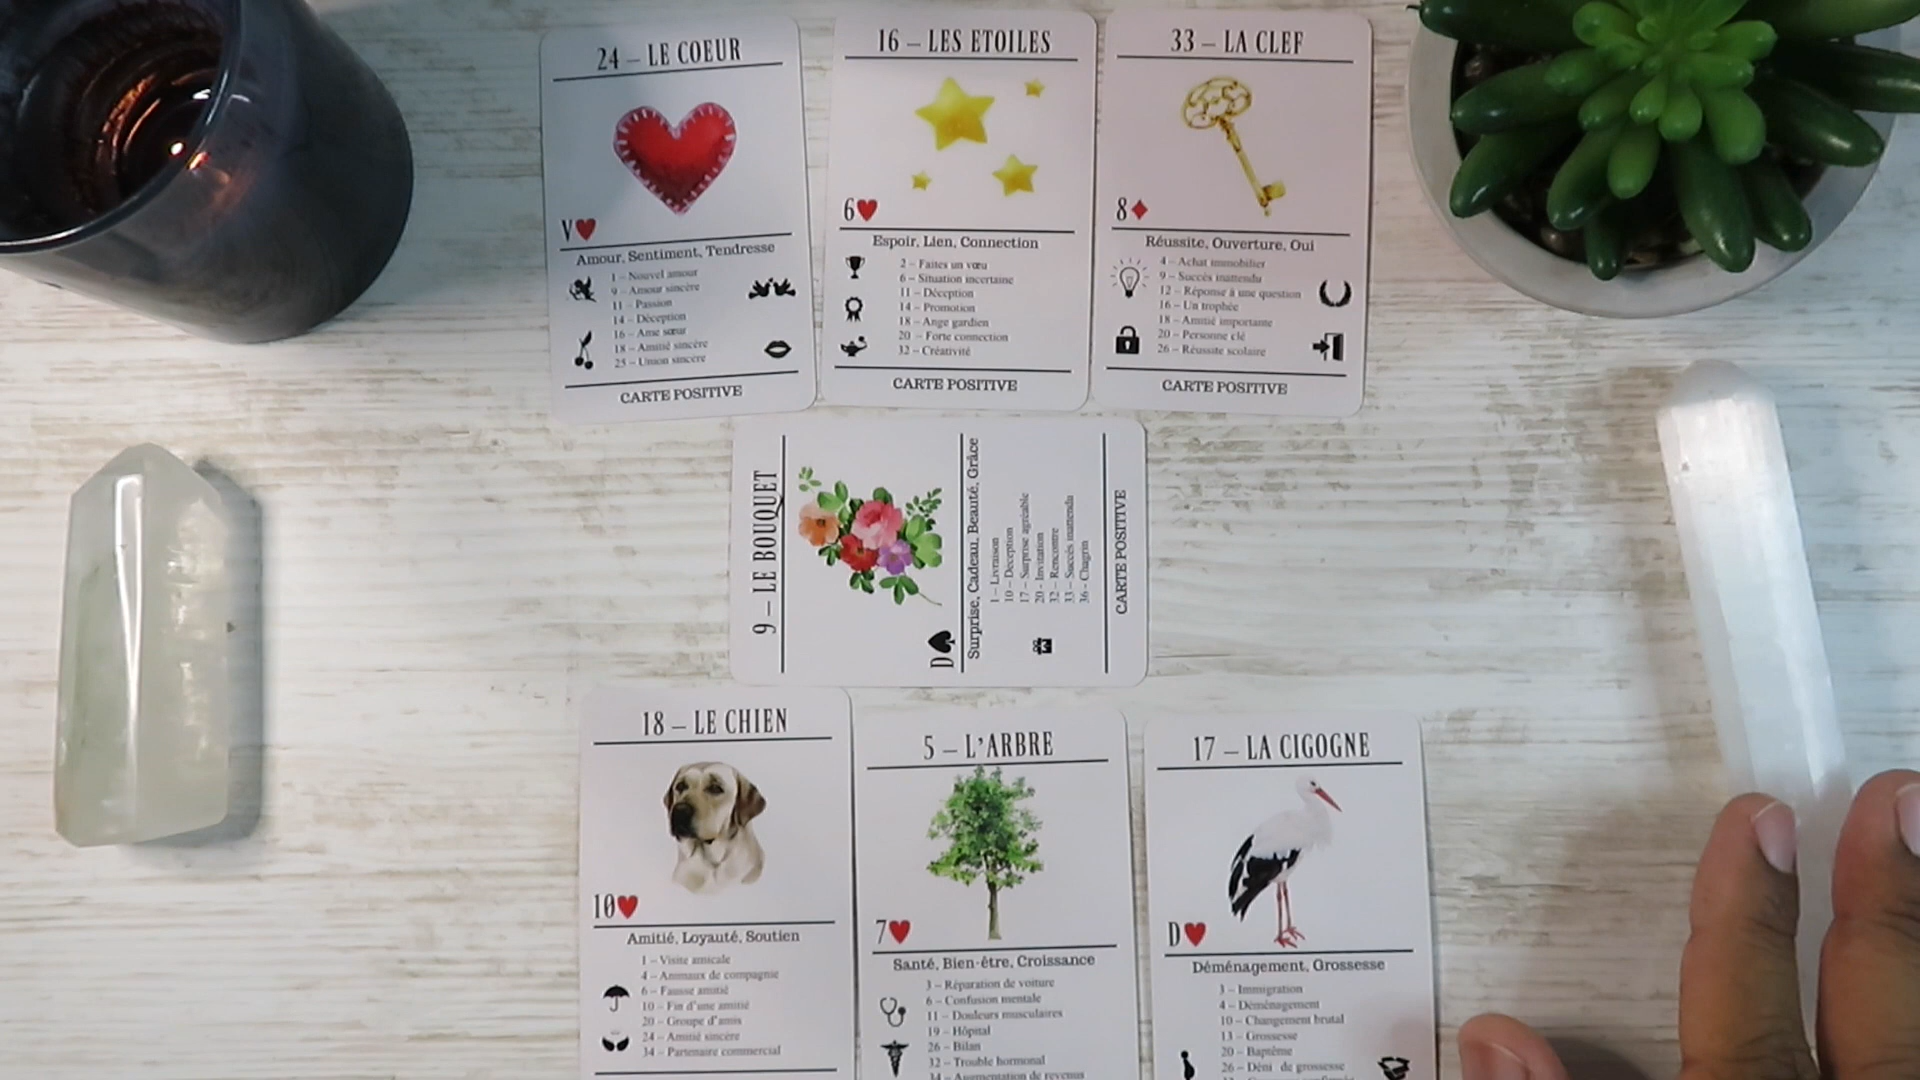 24 – LE COEUR
V
Amour, Sentiment, Tendresse
1 – Nouvel amour
9 – Amour sincère
11 – Passion
14 – Déception
16 – Ame sœur
18 – Amitié sincère
25 – Union sincère
CARTE POSITIVE
16 – LES ETOILES
6
Espoir, Lien, Connection
2 – Faites un vœu
6 – Situation incertaine
11 – Déception
14 – Promotion
18 – Ange gardien
20 – Forte connection
32 – Créativité
CARTE POSITIVE
33 – LA CLEF
8
Réussite, Ouverture, Oui
4 – Achat immobilier
9 – Succès inattendu
12 – Réponse à une question
16 – Un trophée
18 – Amitié importante
20 – Personne clé
26 – Réussite scolaire
CARTE POSITIVE
9 – LE BOUQUET
D
Surprise, Cadeau, Beauté, Grâce
1 – Livraison
10 – Déception
17 – Surprise agréable
20 - Invitation
32 – Rencontre
33 – Succès inattendu
36 - Chagrin
CARTE POSITIVE
18 – LE CHIEN
10
Amitié, Loyauté, Soutien
1 – Visite amicale
4 – Animaux de compagnie
6 – Fausse amitié
10 – Fin d'une amitié
20 – Groupe d'amis
24 – Amitié sincère
34 – Partenaire commercial
5 – L'ARBRE
7
Santé, Bien-être, Croissance
3 – Réparation de voiture
6 – Confusion mentale
11 – Douleurs musculaires
19 – Hôpital
26 – Bilan
32 – Trouble hormonal
34 – Augmentation de revenus
17 – LA CIGOGNE
D
Déménagement, Grossesse
3 – Immigration
4 – Déménagement
10 – Changement brutal
13 – Grossesse
20 – Baptême
26 – Déni de grossesse